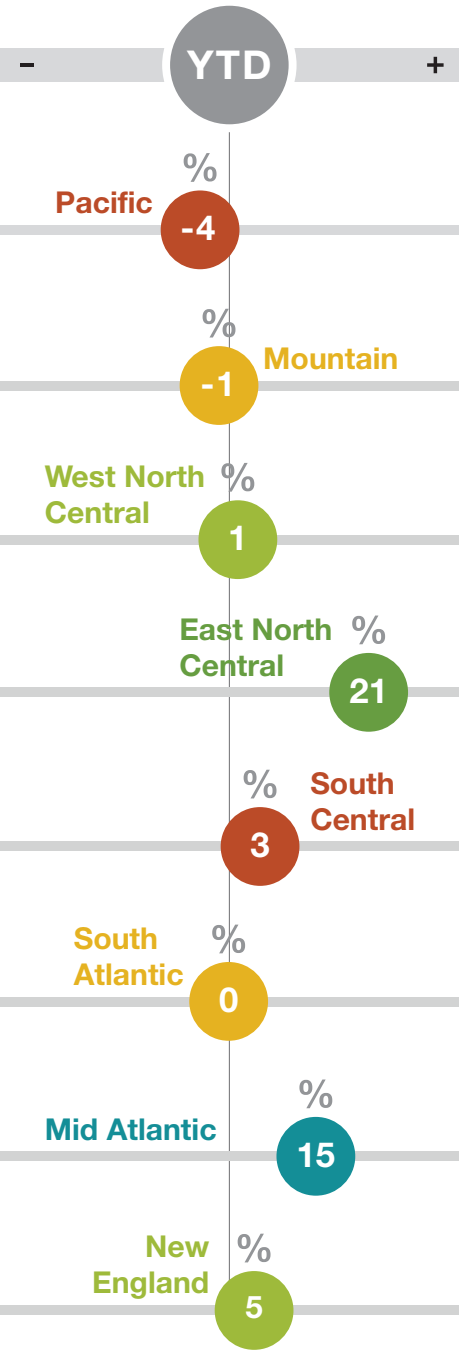 YTD
- +
%
Pacific
-4
%
Mountain
-1
West North %
Central
1
East North %
Central
21
% South
Central
3
South %
Atlantic
0
%
Mid Atlantic
15
New %
England
5